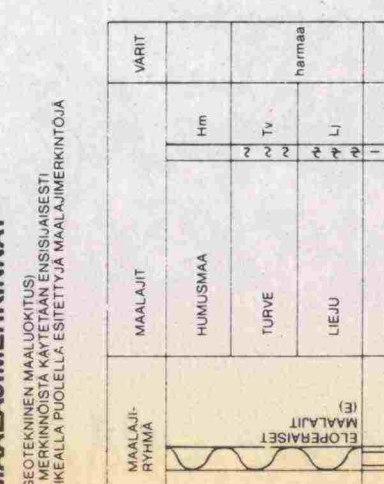 GEOTEKNINEN MAALUOKITUS)
MERKINNÖISTÄ KÄYTETÄÄN ENSISIJAISESTI
IKEALLA PUOLELLA ESITETTYJÄ MAALAJIMERKINTÖJÄ
MAALAJI-
RYHMÄ
MAALAJIT
VÄRIT
ELOPERÄISET
MAALAJIT
(E)
HUMUSMAA
Hm
TURVE
Tv
harmaa
LIEJU
Lj